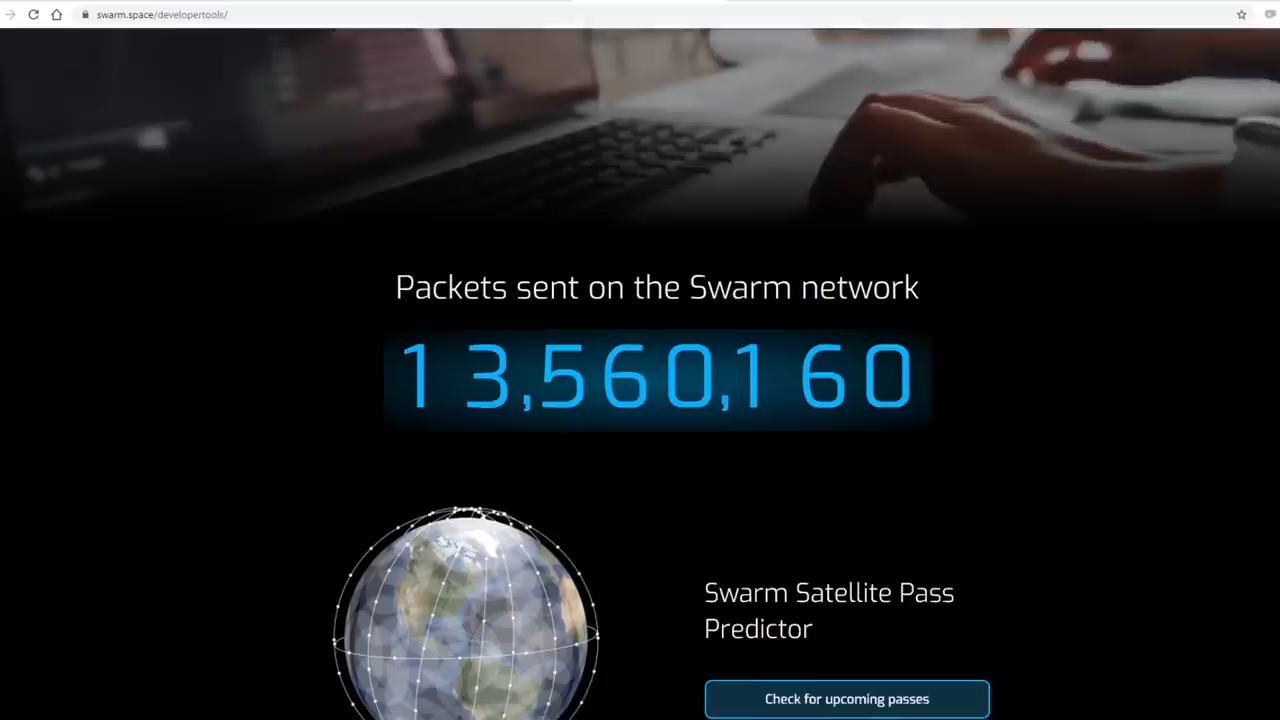 swarm.space/developertools/
Packets sent on the Swarm network
13,560,160
Swarm Satellite Pass
Predictor
Check for upcoming passes